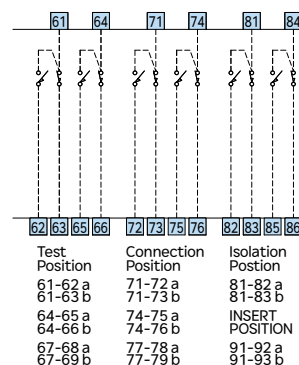 61 64 71 74 81 84
62 63 65 66 72 73 75 76 82 83 85 86
Test
Position
61-62 a
61-63 b
64-65 a
64-66 b
67-68 a
67-69 b
Connection
Position
71-72 a
71-73 b
74-75 a
74-76 b
77-78 a
77-79 b
Isolation
Postion
81-82 a
81-83 b
INSERT
POSITION
91-92 a
91-93 b